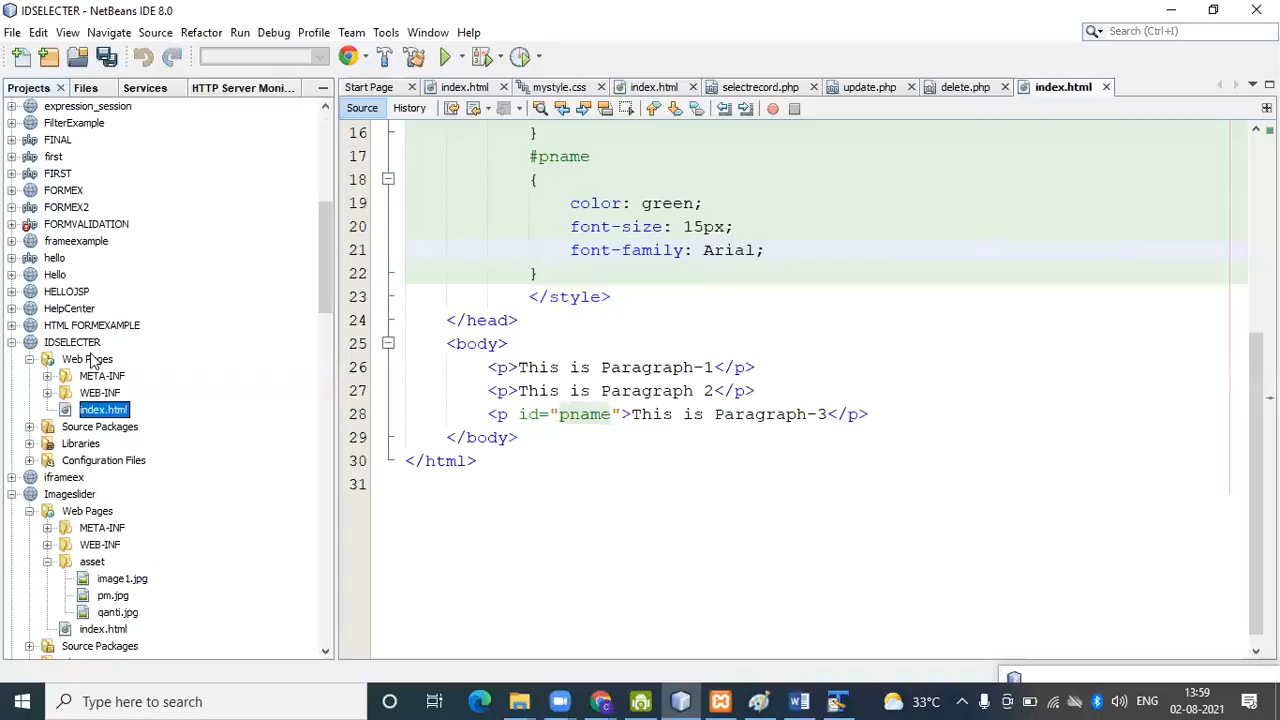 IDSELECTER - NetBeans IDE 8.0
File Edit View Navigate Source Refactor Run Debug Profile Team Tools Window Help
Search (Ctrl+I)
Projects Files Services HTTP Server Moni...
Start Page index.html mystyle.css index.html selectrecord.php update.php delete.php index.html
Source History
expression_session
FilterExample
FINAL
first
FIRST
FORMEX
FORMEX2
FORMVALIDATION
frameexample
hello
Hello
HELLOJSP
HelpCenter
HTML FORMEXAMPLE
IDSELECTER
Web Pages
META-INF
WEB-INF
index.html
Source Packages
Libraries
Configuration Files
iframeex
Imageslider
Web Pages
META-INF
WEB-INF
asset
image1.jpg
pm.jpg
qanti.jpg
index.html
Source Packages
16 }
17 #pname
18 {
19 color: green;
20 font-size: 15px;
21 font-family: Arial;
22 }
23 </style>
24 </head>
25 <body>
26 <p>This is Paragraph-1</p>
27 <p>This is Paragraph 2</p>
28 <p id="pname">This is Paragraph-3</p>
29 </body>
30 </html>
31
Type here to search
33°C
ENG
13:59
02-08-2021